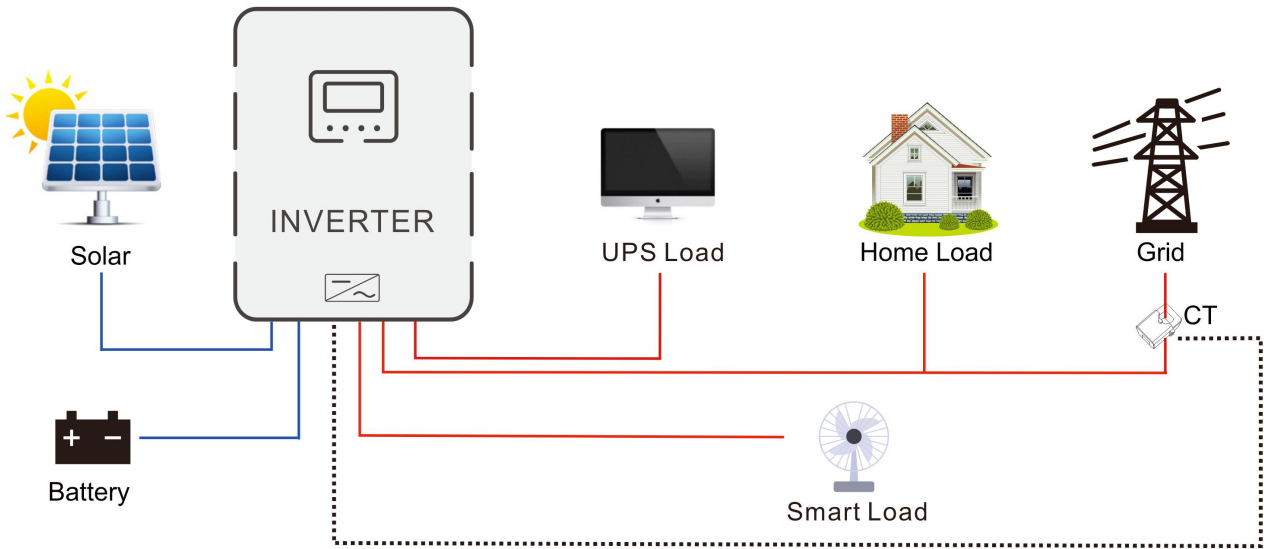 INVERTER
Solar
UPS Load
Home Load
Grid
CT
Battery
Smart Load